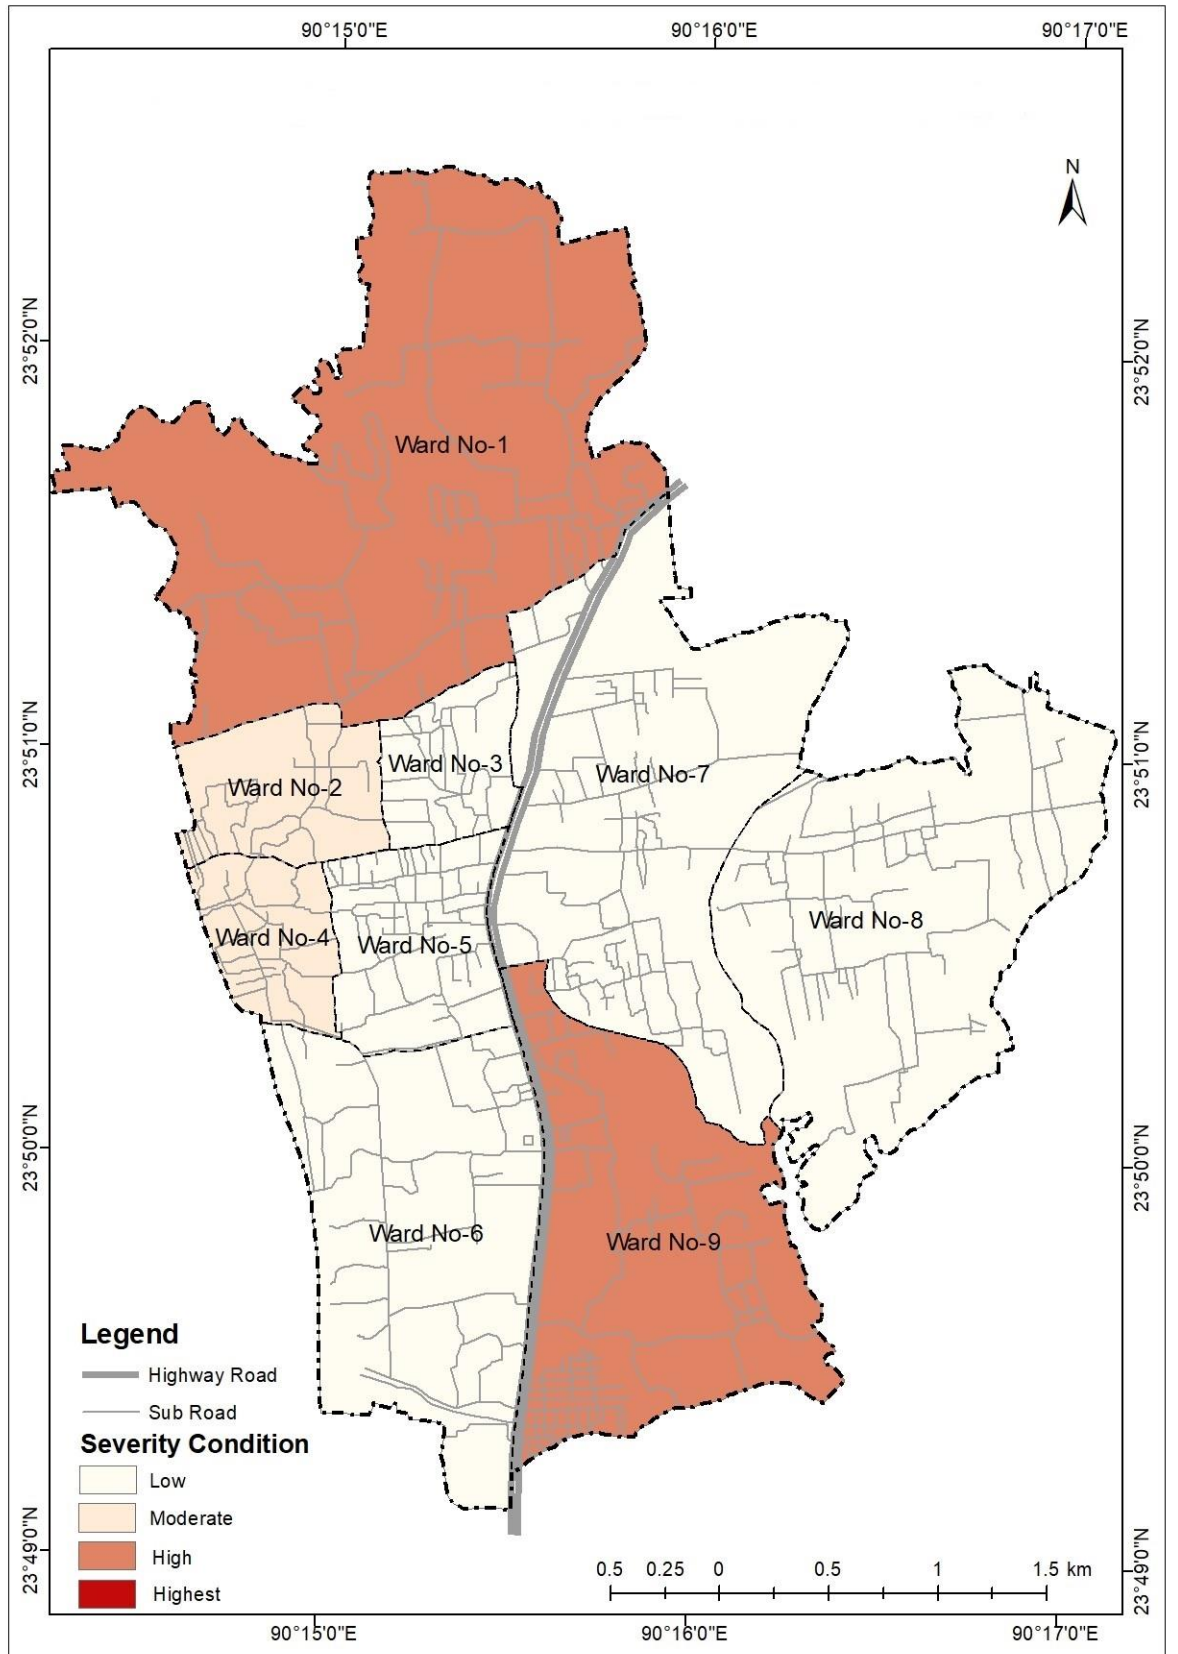 90°15'0"E 90°16'0"E 90°17'0"E
N
23°52'0"N
23°52'0"N
Ward No-1
23°51'0"N
23°51'0"N
Ward No-3
Ward No-7
Ward No-2
Ward No-8
Ward No-4
Ward No-5
23°50'0"N
23°50'0"N
Ward No-6
Ward No-9
Legend
Highway Road
Sub Road
Severity Condition
Low
Moderate
High
Highest
23°49'0"N
23°49'0"N
0.5 0.25 0 0.5 1 1.5 km
90°15'0"E 90°16'0"E 90°17'0"E